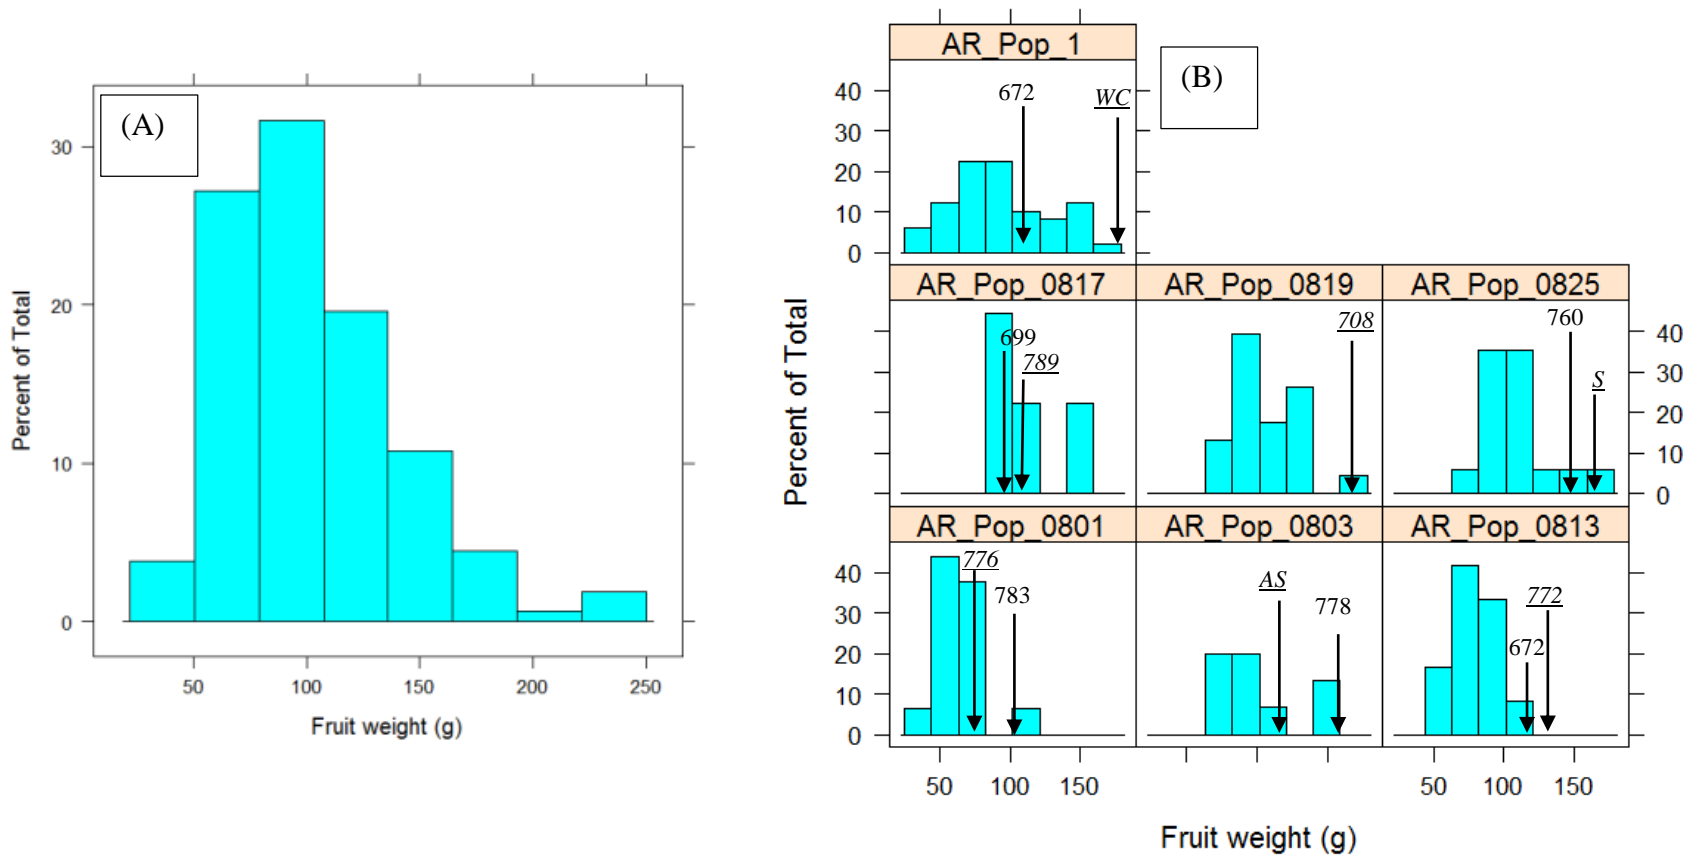 (A)
30
20
10
0
Percent of Total
50 100 150 200 250
Fruit weight (g)
(B)
AR_Pop_1
40
30
20
10
0
672
WC
AR_Pop_0817 AR_Pop_0819 AR_Pop_0825
699
789
708
760
S
40
30
20
10
0
Percent of Total
AR_Pop_0801 AR_Pop_0803 AR_Pop_0813
40
30
20
10
0
776
783
AS
778
772
672
50 100 150 50 100 150
Fruit weight (g)